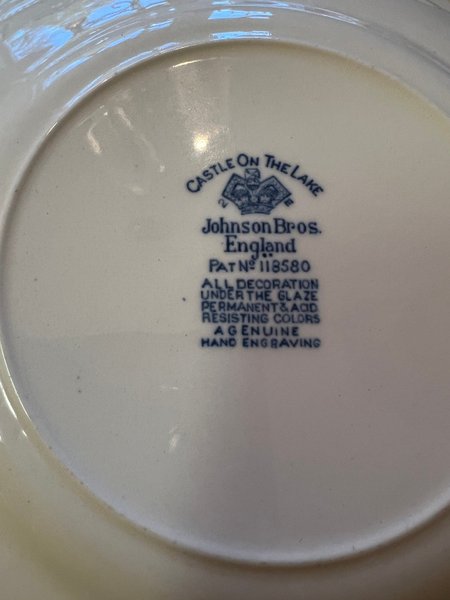 CASTLE ON THE LAKE
2 E
Johnson Bros.
England
PAT Nº 118580
ALL DECORATION
UNDER THE GLAZE
PERMANENT & ACID
RESISTING COLORS
A GENUINE
HAND ENGRAVING